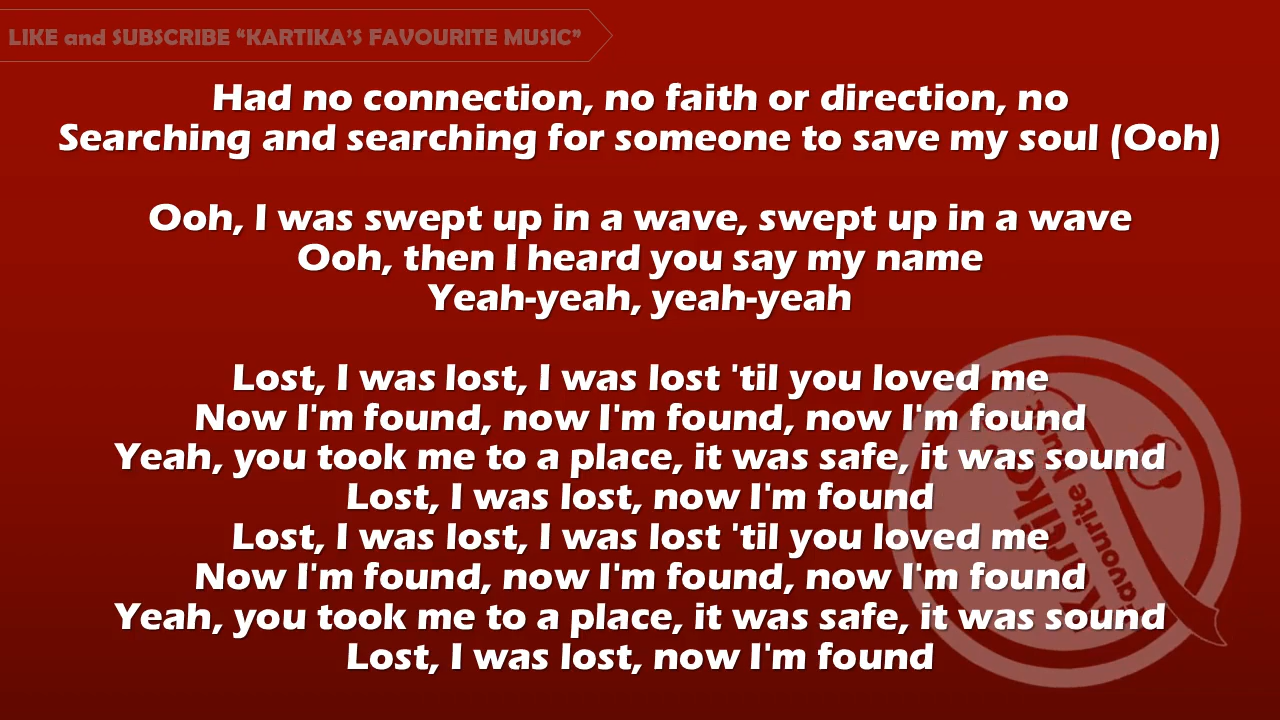 LIKE and SUBSCRIBE “KARTIKA’S FAVOURITE MUSIC”
Had no connection, no faith or direction, no
Searching and searching for someone to save my soul (Ooh)
Ooh, I was swept up in a wave, swept up in a wave
Ooh, then I heard you say my name
Yeah-yeah, yeah-yeah
Lost, I was lost, I was lost 'til you loved me
Now I'm found, now I'm found, now I'm found
Yeah, you took me to a place, it was safe, it was sound
Lost, I was lost, now I'm found
Lost, I was lost, I was lost 'til you loved me
Now I'm found, now I'm found, now I'm found
Yeah, you took me to a place, it was safe, it was sound
Lost, I was lost, now I'm found